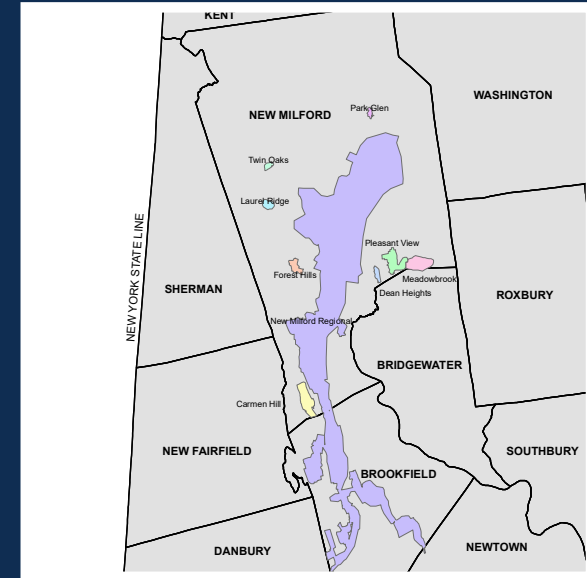 KENT
WASHINGTON
Park Glen
NEW MILFORD
Twin Oaks
Laurel Ridge
NEW YORK STATE LINE
Pleasant View
Forest Hills
Meadowbrook
SHERMAN
Dean Heights
ROXBURY
New Milford Regional
BRIDGEWATER
Carmen Hill
NEW FAIRFIELD
SOUTHBURY
BROOKFIELD
DANBURY
NEWTOWN